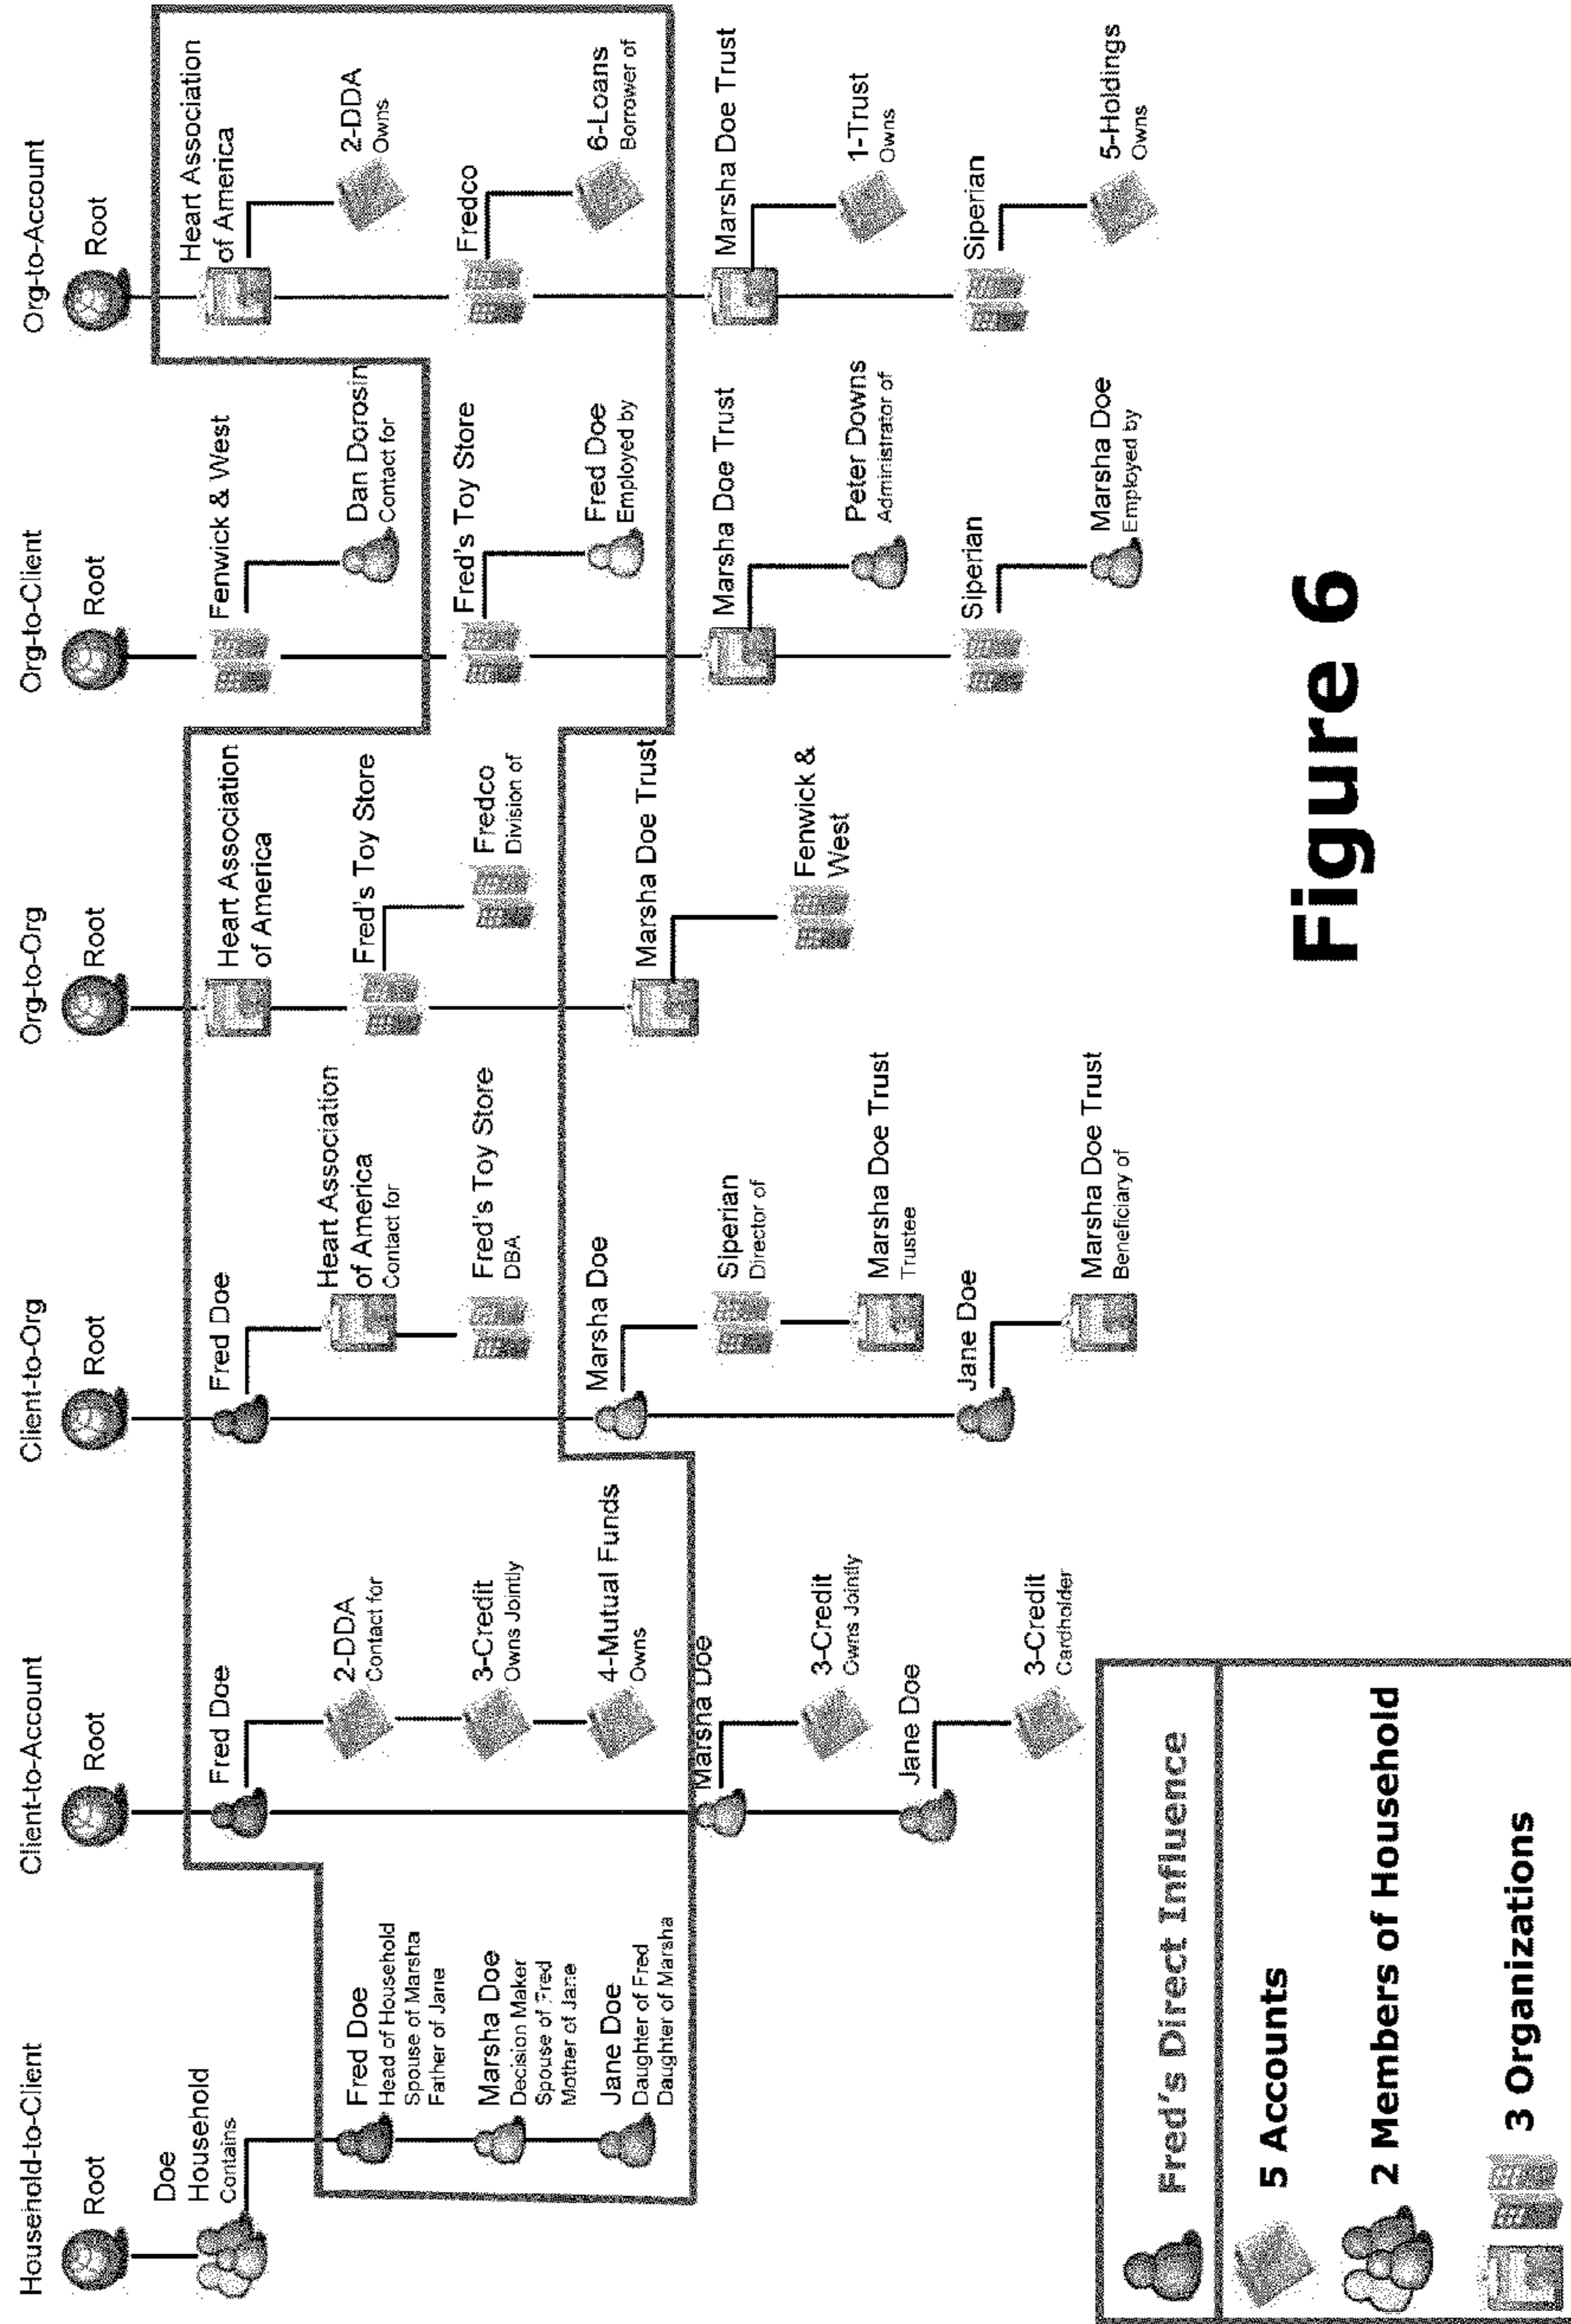 Household-to-Client
Root
Doe
Household
Contains
Fred Doe
Head of Household
Spouse of Marsha
Father of Jane
Marsha Doe
Decision Maker
Spouse of Fred
Mother of Jane
Jane Doe
Daughter of Fred
Daughter of Marsha
Client-to-Account
Root
Fred Doe
2-DDA
Contact for
3-Credit
Owns Jointly
4-Mutual Funds
Owns
Marsha Doe
3-Credit
Owns Jointly
Jane Doe
3-Credit
Cardholder
Client-to-Org
Root
Fred Doe
Heart Association
of America
Contact for
Fred's Toy Store
DBA
Marsha Doe
Siperian
Director of
Marsha Doe Trust
Trustee
Jane Doe
Marsha Doe Trust
Beneficiary of
Org-to-Org
Root
Heart Association
of America
Fred's Toy Store
Fredco
Division of
Marsha Doe Trust
Fenwick &
West
Org-to-Client
Root
Fenwick & West
Dan Dorosin
Contact for
Fred's Toy Store
Fred Doe
Employed by
Marsha Doe Trust
Peter Downs
Administrator of
Siperian
Marsha Doe
Employed by
Org-to-Account
Root
Heart Association
of America
2-DDA
Owns
Fredco
6-Loans
Borrower of
Marsha Doe Trust
1-Trust
Owns
Siperian
5-Holdings
Owns
Fred's Direct Influence
5 Accounts
2 Members of Household
3 Organizations
Figure 6